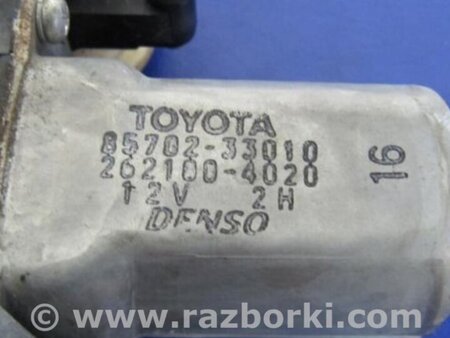 TOYOTA
85702-33010
262100-4020
12V 2H
DENSO
16
© www.razborki.com